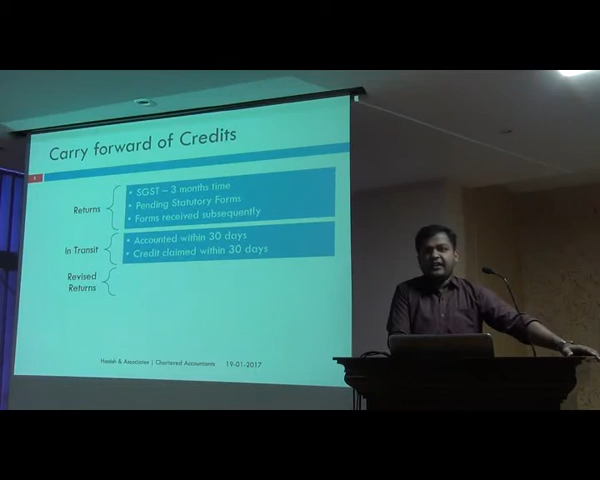 Carry forward of Credits
Returns
• SGST – 3 months time
• Pending Statutory Forms
• Forms received subsequently
In Transit
• Accounted within 30 days
• Credit claimed within 30 days
Revised
Returns
& Associates | Chartered Accountants 19-01-2017